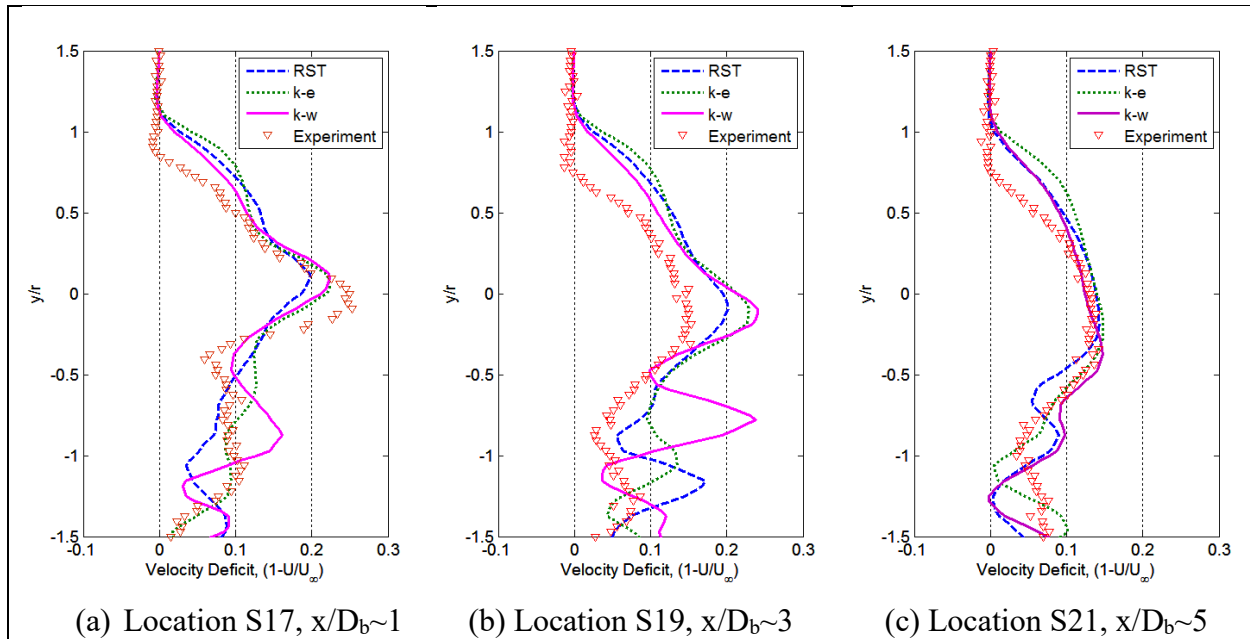 1.5
1
0.5
0
-0.5
-1
-1.5
y/r
-0.1 0 0.1 0.2 0.3
Velocity Deficit, (1-U/U∞)
RST
k-e
k-w
Experiment
(a) Location S17, x/Db~1
1.5
1
0.5
0
-0.5
-1
-1.5
y/r
-0.1 0 0.1 0.2 0.3
Velocity Deficit, (1-U/U∞)
RST
k-e
k-w
Experiment
(b) Location S19, x/Db~3
1.5
1
0.5
0
-0.5
-1
-1.5
y/r
-0.1 0 0.1 0.2 0.3
Velocity Deficit, (1-U/U∞)
RST
k-e
k-w
Experiment
(c) Location S21, x/Db~5